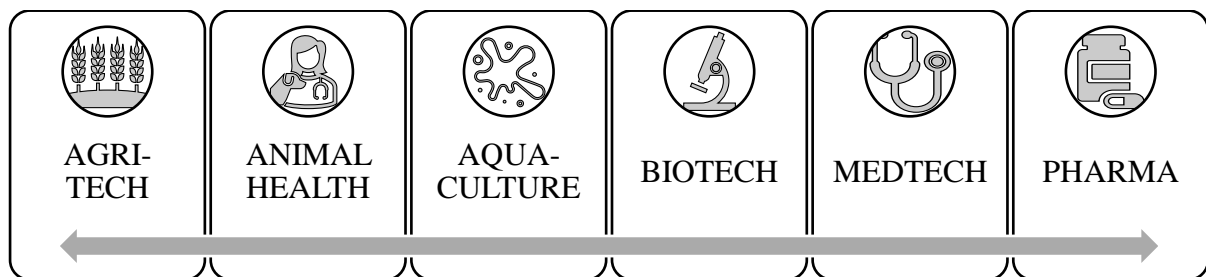 AGRI-
TECH
ANIMAL
HEALTH
AQUA-
CULTURE
BIOTECH
MEDTECH
PHARMA